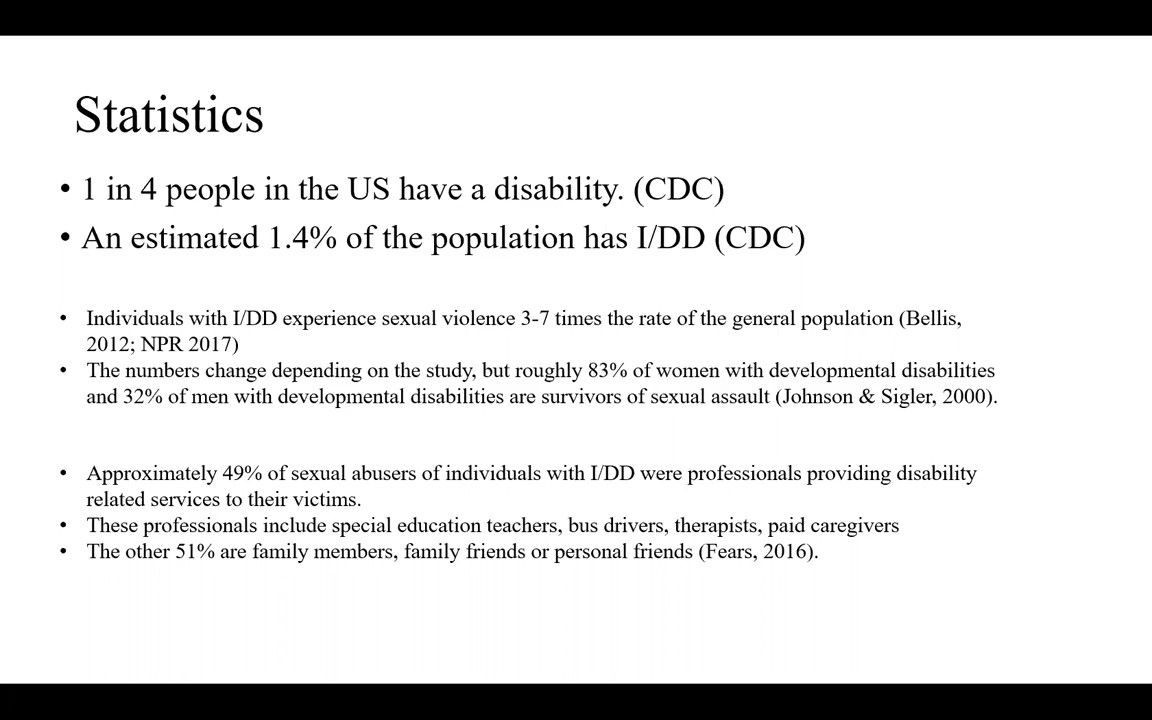 Statistics
• 1 in 4 people in the US have a disability. (CDC)
• An estimated 1.4% of the population has I/DD (CDC)
• Individuals with I/DD experience sexual violence 3-7 times the rate of the general population (Bellis,
2012; NPR 2017)
• The numbers change depending on the study, but roughly 83% of women with developmental disabilities
and 32% of men with developmental disabilities are survivors of sexual assault (Johnson & Sigler, 2000).
• Approximately 49% of sexual abusers of individuals with I/DD were professionals providing disability
related services to their victims.
• These professionals include special education teachers, bus drivers, therapists, paid caregivers
• The other 51% are family members, family friends or personal friends (Fears, 2016).